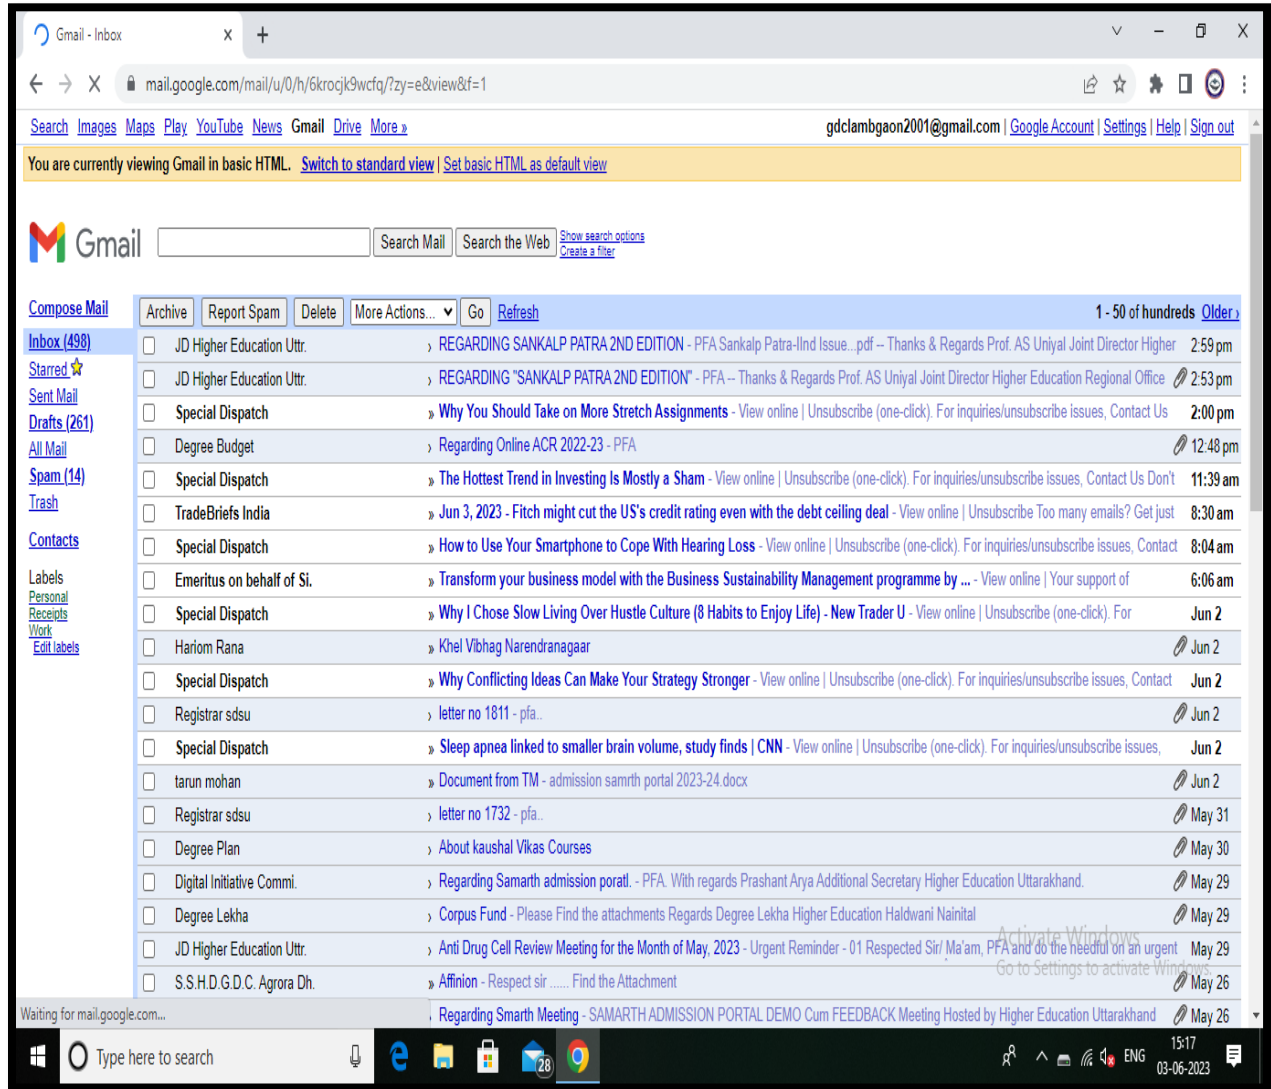 Gmail - Inbox
mail.google.com/mail/u/0/h/6krocjk9wcfq/?zy=e&view&f=1
Search Images Maps Play YouTube News Gmail Drive More »
gdclambgaon2001@gmail.com | Google Account | Settings | Help | Sign out
You are currently viewing Gmail in basic HTML. Switch to standard view | Set basic HTML as default view
Gmail Search Mail Search the Web Show search options
Create a filter
Compose Mail
Inbox (498)
Starred
Sent Mail
Drafts (261)
All Mail
Spam (14)
Trash
Contacts
Labels
Personal
Receipts
Work
Edit labels
Archive Report Spam Delete More Actions... Go Refresh 1 - 50 of hundreds Older ›
JD Higher Education Uttr. › REGARDING SANKALP PATRA 2ND EDITION - PFA Sankalp Patra-IInd Issue...pdf -- Thanks & Regards Prof. AS Uniyal Joint Director Higher 2:59 pm
JD Higher Education Uttr. › REGARDING "SANKALP PATRA 2ND EDITION" - PFA -- Thanks & Regards Prof. AS Uniyal Joint Director Higher Education Regional Office 2:53 pm
Special Dispatch » Why You Should Take on More Stretch Assignments - View online | Unsubscribe (one-click). For inquiries/unsubscribe issues, Contact Us 2:00 pm
Degree Budget › Regarding Online ACR 2022-23 - PFA 12:48 pm
Special Dispatch » The Hottest Trend in Investing Is Mostly a Sham - View online | Unsubscribe (one-click). For inquiries/unsubscribe issues, Contact Us Don't 11:39 am
TradeBriefs India » Jun 3, 2023 - Fitch might cut the US's credit rating even with the debt ceiling deal - View online | Unsubscribe Too many emails? Get just 8:30 am
Special Dispatch » How to Use Your Smartphone to Cope With Hearing Loss - View online | Unsubscribe (one-click). For inquiries/unsubscribe issues, Contact 8:04 am
Emeritus on behalf of Si. » Transform your business model with the Business Sustainability Management programme by ... - View online | Your support of 6:06 am
Special Dispatch » Why I Chose Slow Living Over Hustle Culture (8 Habits to Enjoy Life) - New Trader U - View online | Unsubscribe (one-click). For Jun 2
Hariom Rana » Khel Vibhag Narendranagaar Jun 2
Special Dispatch » Why Conflicting Ideas Can Make Your Strategy Stronger - View online | Unsubscribe (one-click). For inquiries/unsubscribe issues, Contact Jun 2
Registrar sdsu › letter no 1811 - pfa.. Jun 2
Special Dispatch » Sleep apnea linked to smaller brain volume, study finds | CNN - View online | Unsubscribe (one-click). For inquiries/unsubscribe issues, Jun 2
tarun mohan » Document from TM - admission samrth portal 2023-24.docx Jun 2
Registrar sdsu › letter no 1732 - pfa.. May 31
Degree Plan › About kaushal Vikas Courses May 30
Digital Initiative Commi. › Regarding Samarth admission poratl. - PFA. With regards Prashant Arya Additional Secretary Higher Education Uttarakhand. May 29
Degree Lekha › Corpus Fund - Please Find the attachments Regards Degree Lekha Higher Education Haldwani Nainital May 29
Activate Windows
JD Higher Education Uttr. › Anti Drug Cell Review Meeting for the Month of May, 2023 - Urgent Reminder - 01 Respected Sir/ Ma'am, PFA and do the needful on an urgent May 29
Go to Settings to activate Windows.
S.S.H.D.G.D.C. Agrora Dh. » Affinion - Respect sir ...... Find the Attachment May 26
Regarding Smarth Meeting - SAMARTH ADMISSION PORTAL DEMO Cum FEEDBACK Meeting Hosted by Higher Education Uttarakhand May 26
Waiting for mail.google.com...
Type here to search
28
ENG
15:17
03-06-2023